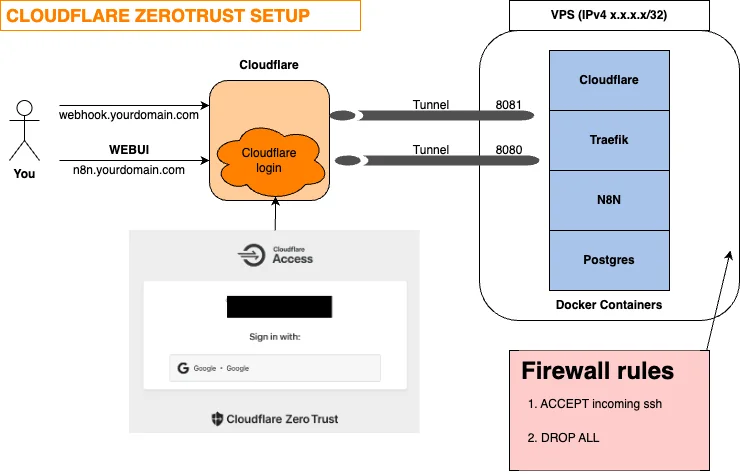 CLOUDFLARE ZEROTRUST SETUP
VPS (IPv4 x.x.x.x/32)
Cloudflare
You
webhook.yourdomain.com
WEBUI
n8n.yourdomain.com
Cloudflare
login
Tunnel 8081
Tunnel 8080
Cloudflare
Traefik
N8N
Postgres
Docker Containers
Cloudflare
Access
Sign in with:
Google • Google
Cloudflare Zero Trust
Firewall rules
1. ACCEPT incoming ssh
2. DROP ALL